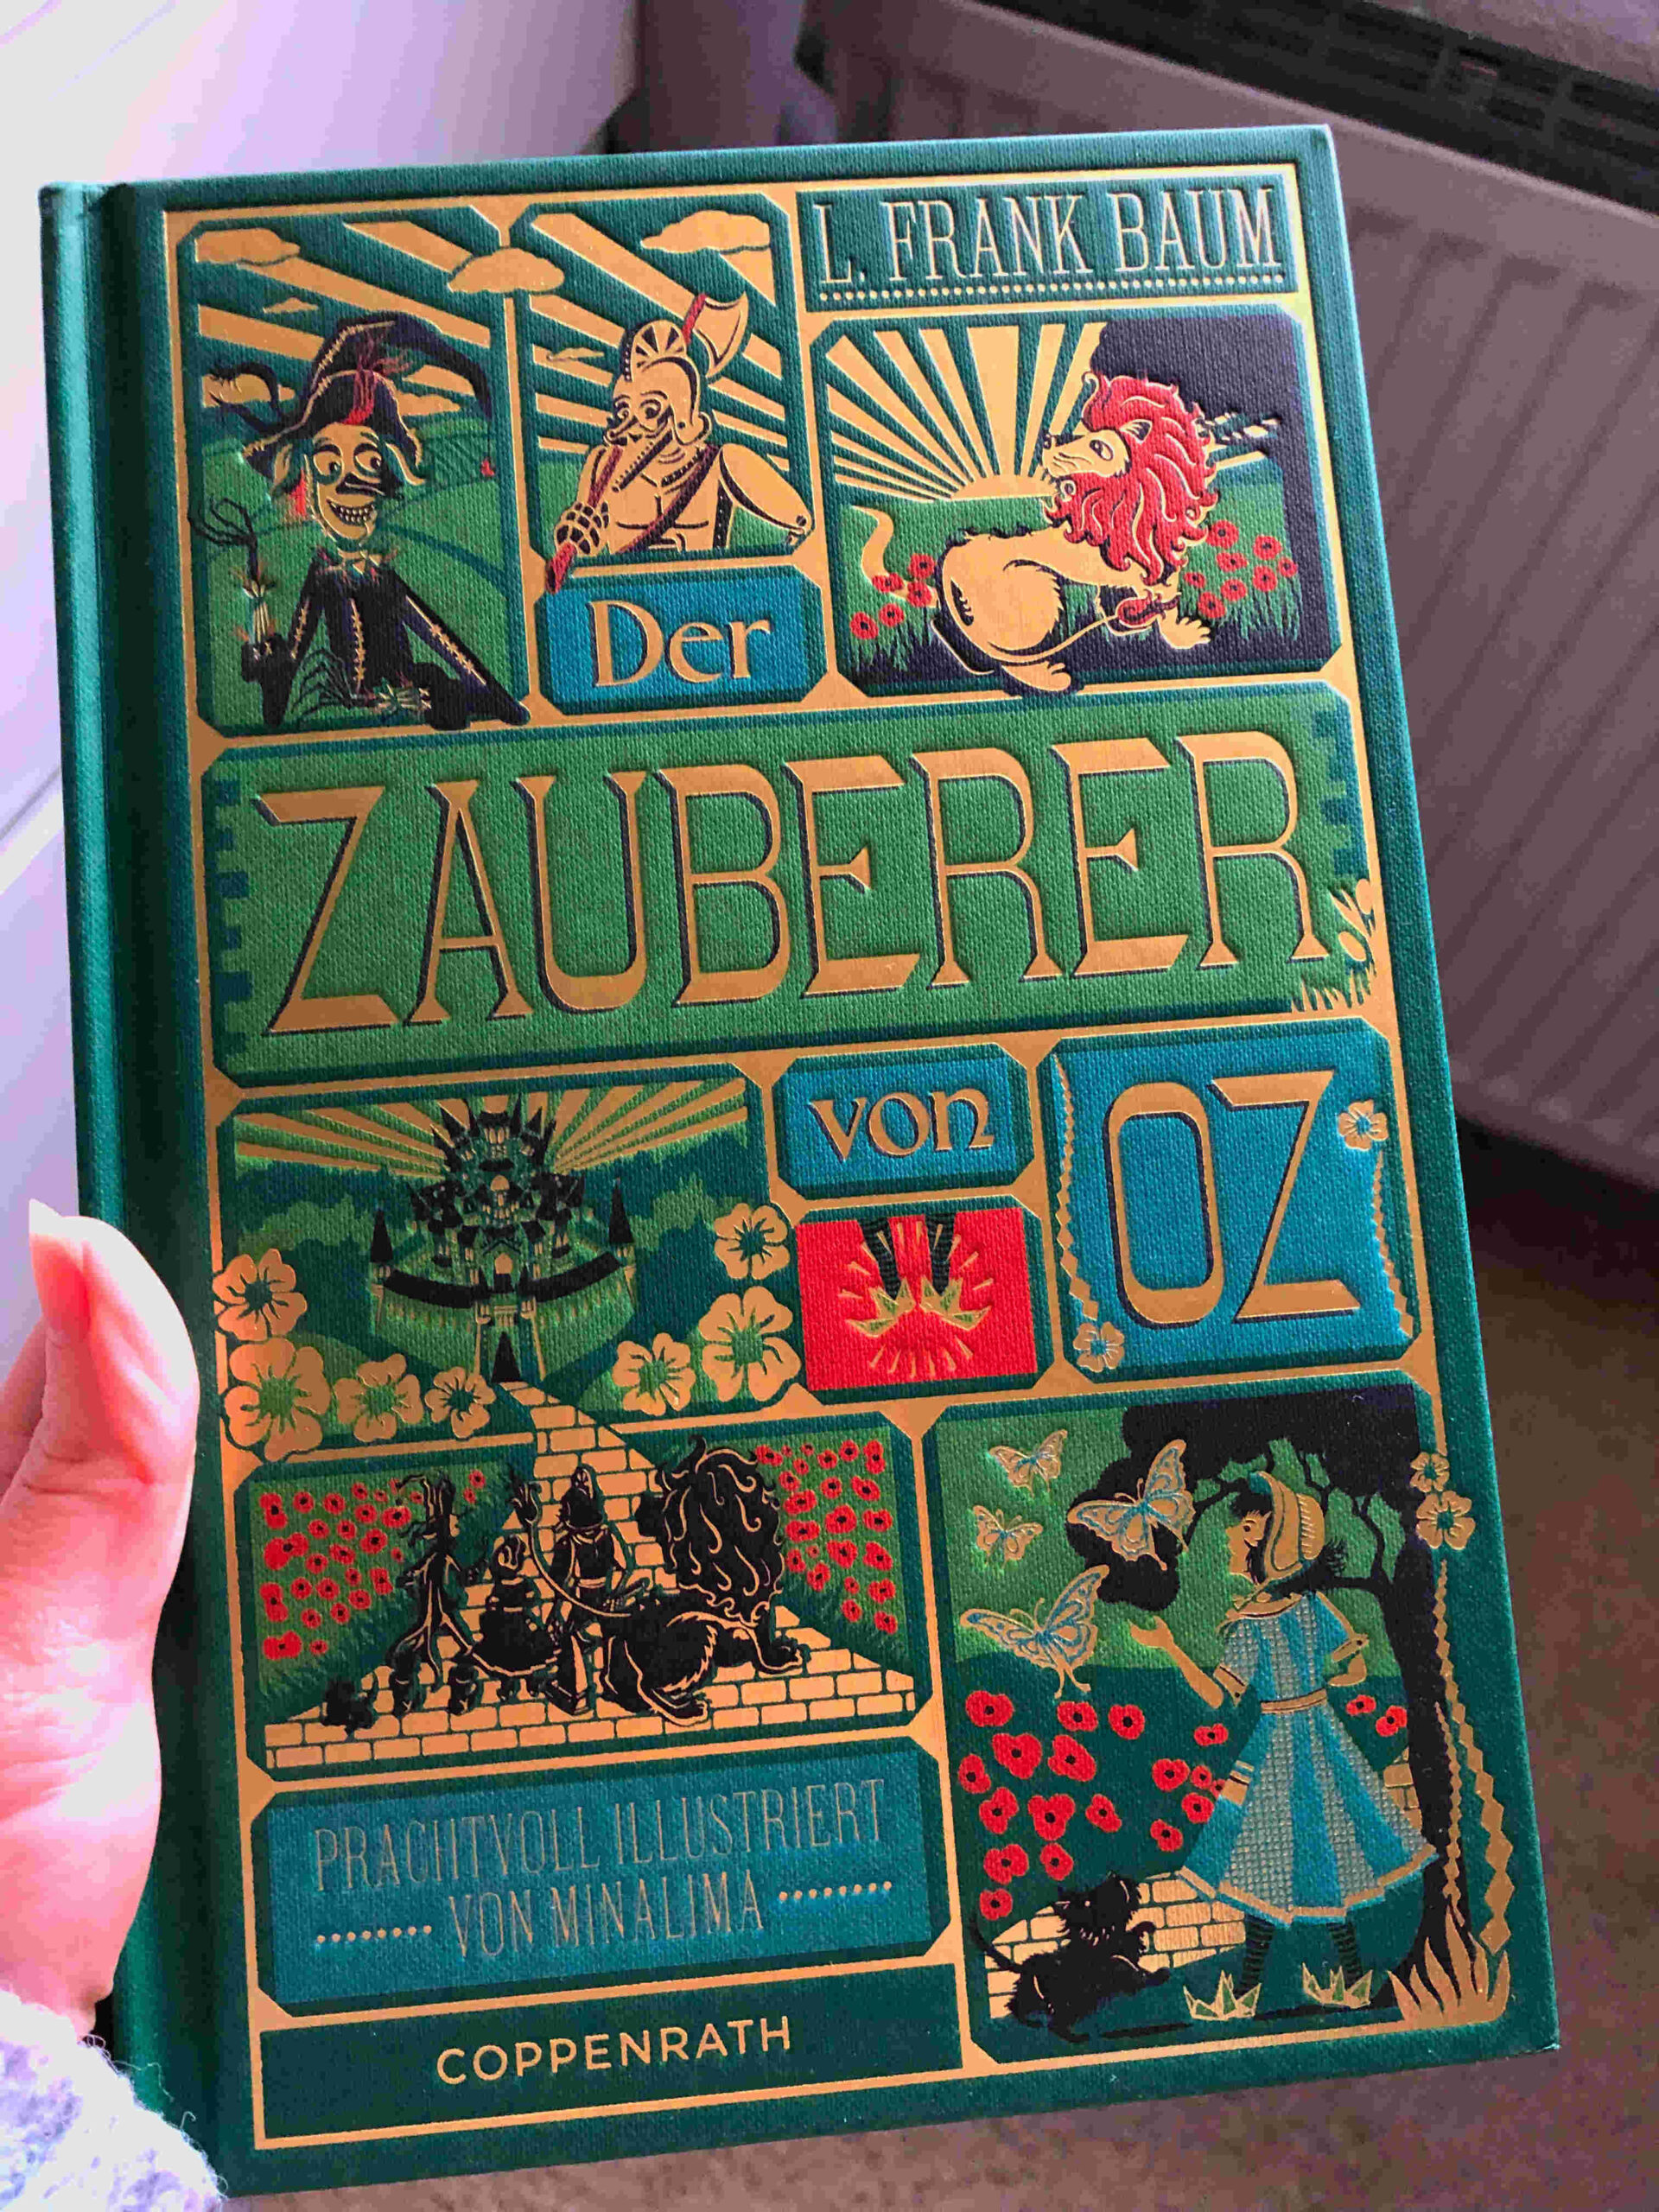 L. FRANK BAUM
Der
ZAUBERER
von
OZ
PRACHTVOLL ILLUSTRIERT
VON MINALIMA
COPPENRATH